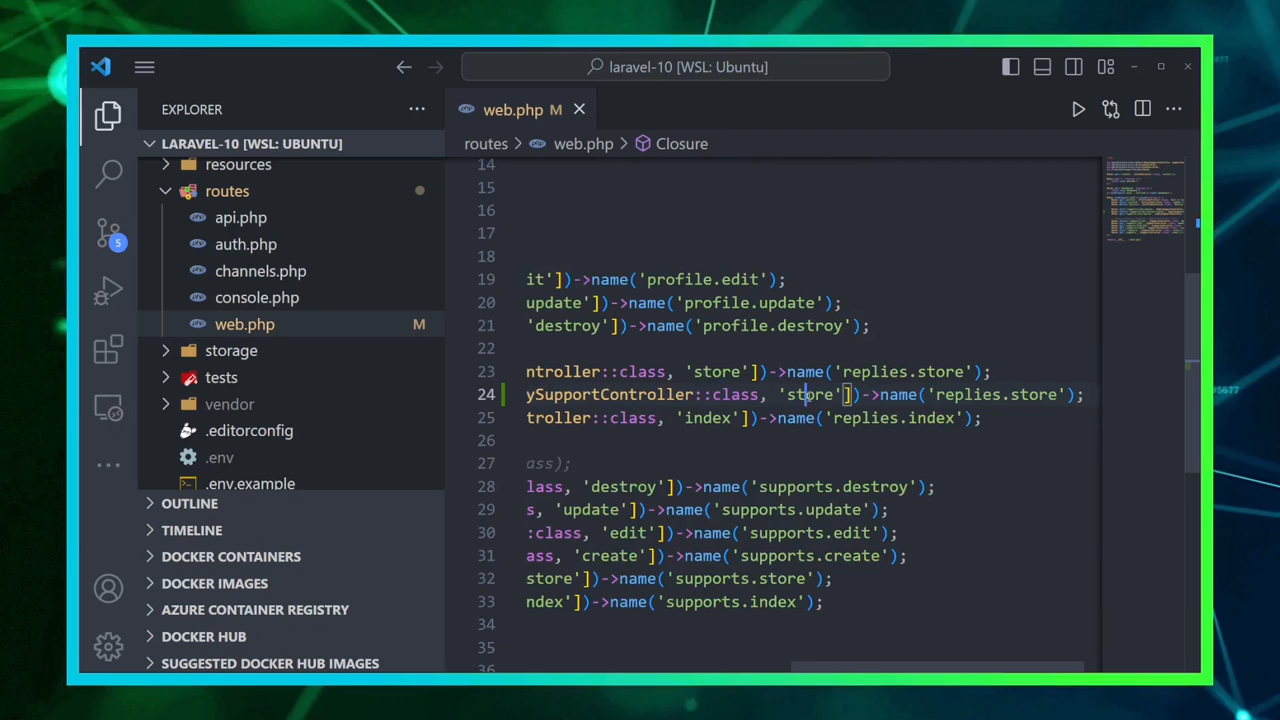 laravel-10 [WSL: Ubuntu]
EXPLORER
web.php M
LARAVEL-10 [WSL: UBUNTU]
routes > web.php > Closure
resources
routes
api.php
auth.php
channels.php
console.php
web.php M
storage
tests
vendor
.editorconfig
.env
.env.example
OUTLINE
TIMELINE
DOCKER CONTAINERS
DOCKER IMAGES
AZURE CONTAINER REGISTRY
DOCKER HUB
SUGGESTED DOCKER HUB IMAGES
5
14
15
16
17
18
19 it'])->name('profile.edit');
20 update'])->name('profile.update');
21 'destroy'])->name('profile.destroy');
22
23 ntroller::class, 'store'])->name('replies.store');
24 ySupportController::class, 'store'])->name('replies.store');
25 troller::class, 'index'])->name('replies.index');
26
27 ass);
28 lass, 'destroy'])->name('supports.destroy');
29 s, 'update'])->name('supports.update');
30 :class, 'edit'])->name('supports.edit');
31 ass, 'create'])->name('supports.create');
32 store'])->name('supports.store');
33 ndex'])->name('supports.index');
34
35
36